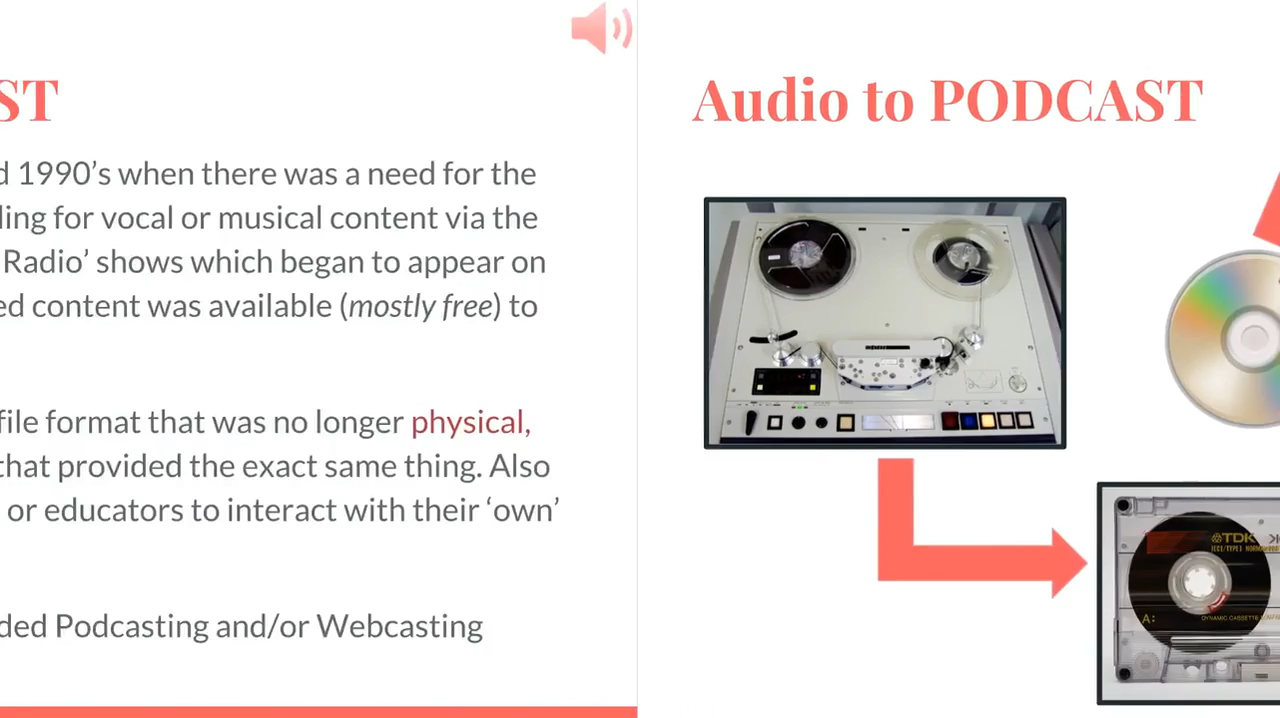 ST
d 1990’s when there was a need for the
ling for vocal or musical content via the
Radio’ shows which began to appear on
ed content was available (mostly free) to
file format that was no longer physical,
that provided the exact same thing. Also
or educators to interact with their ‘own’
ded Podcasting and/or Webcasting
Audio to PODCAST
TDK
DYNAMIC CASSETTE
A: